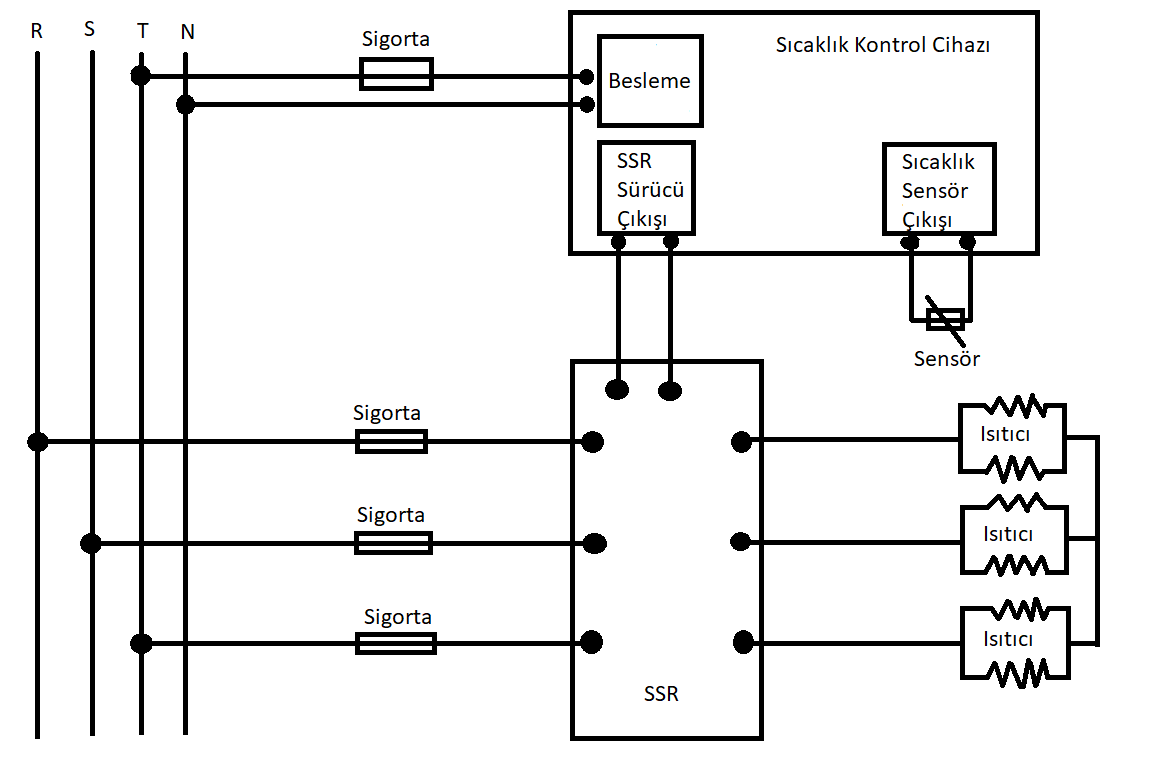 R S T N
Sigorta
Sıcaklık Kontrol Cihazı
Besleme
SSR
Sürücü
Çıkışı
Sıcaklık
Sensör
Çıkışı
Sensör
Sigorta
Isıtıcı
Sigorta
Isıtıcı
Sigorta
Isıtıcı
SSR